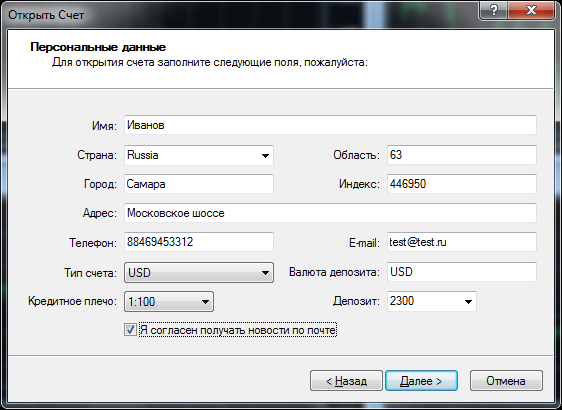 Открыть Счет
Персональные данные
Для открытия счета заполните следующие поля, пожалуйста:
Имя: Иванов
Страна: Russia Область: 63
Город: Самара Индекс: 446950
Адрес: Московское шоссе
Телефон: 88469453312 E-mail: test@test.ru
Тип счета: USD Валюта депозита: USD
Кредитное плечо: 1:100 Депозит: 2300
Я согласен получать новости по почте
< Назад Далее > Отмена